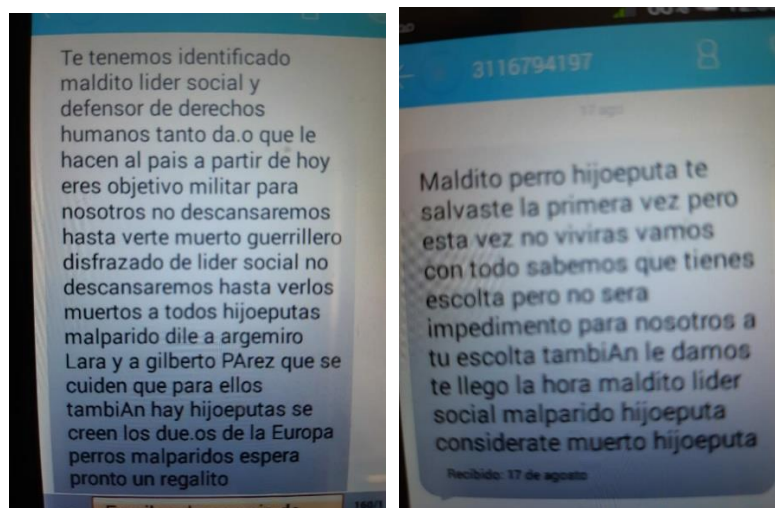 Te tenemos identificado
maldito lider social y
defensor de derechos
humanos tanto da.o que le
hacen al pais a partir de hoy
eres objetivo militar para
nosotros no descansaremos
hasta verte muerto guerrillero
disfrazado de lider social no
descansaremos hasta verlos
muertos a todos hijoeputas
malparido dile a argemiro
Lara y a gilberto PArez que se
cuiden que para ellos
tambiAn hay hijoeputas se
creen los due.os de la Europa
perros malparidos espera
pronto un regalito
3116794197
17 ago
Maldito perro hijoeputa te
salvaste la primera vez pero
esta vez no viviras vamos
con todo sabemos que tienes
escolta pero no sera
impedimento para nosotros a
tu escolta tambiAn le damos
te llego la hora maldito lider
social malparido hijoeputa
considerate muerto hijoeputa
Recibido: 17 de agosto